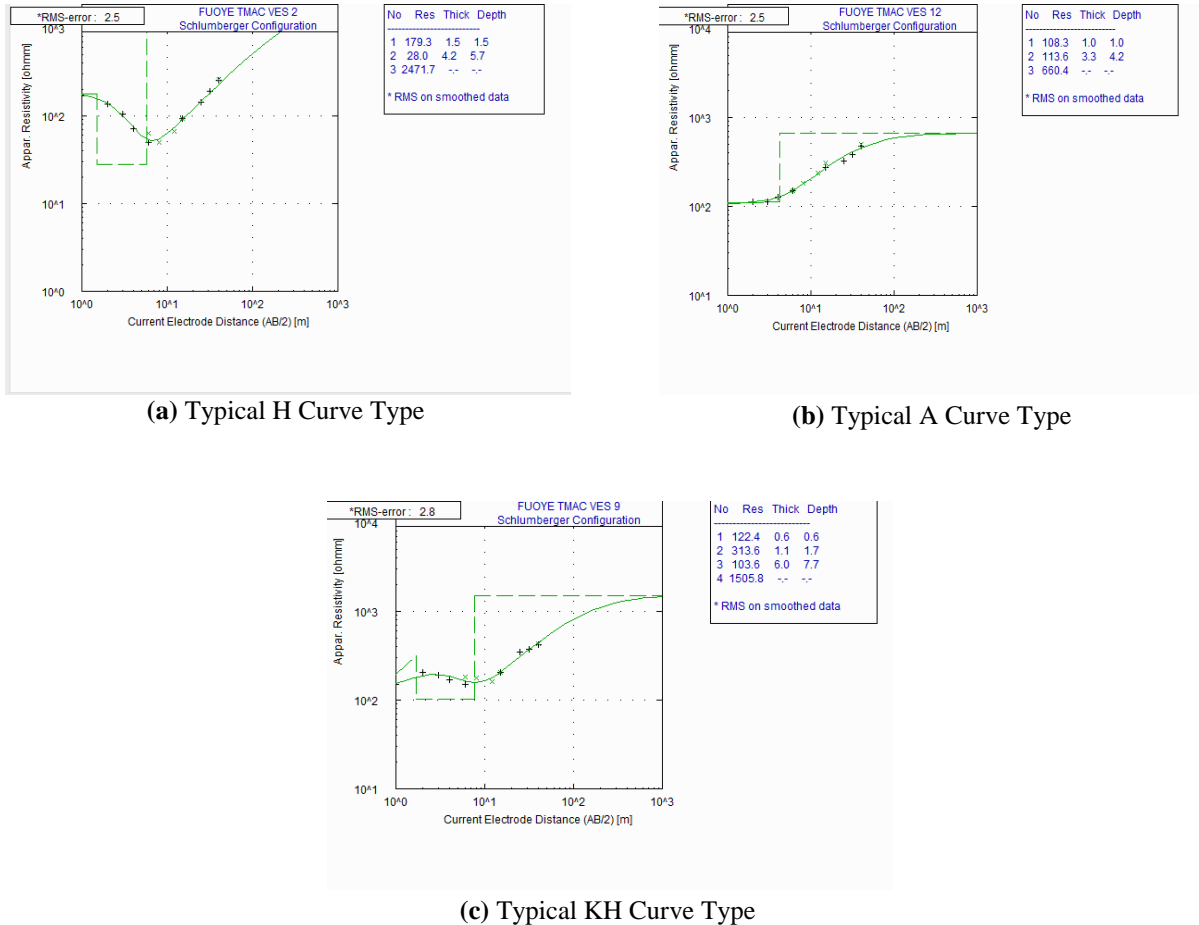 *RMS-error : 2.5
FUOYE TMAC VES 2
Schlumberger Configuration
10^3
10^2
10^1
10^0
Appar. Resistivity [ohmm]
10^0 10^1 10^2 10^3
Current Electrode Distance (AB/2) [m]
No Res Thick Depth
1 179.3 1.5 1.5
2 28.0 4.2 5.7
3 2471.7 -.- -.-
* RMS on smoothed data
(a) Typical H Curve Type
*RMS-error : 2.5
FUOYE TMAC VES 12
Schlumberger Configuration
10^4
10^3
10^2
10^1
Appar. Resistivity [ohmm]
10^0 10^1 10^2 10^3
Current Electrode Distance (AB/2) [m]
No Res Thick Depth
1 108.3 1.0 1.0
2 113.6 3.3 4.2
3 660.4 -.- -.-
* RMS on smoothed data
(b) Typical A Curve Type
*RMS-error : 2.8
FUOYE TMAC VES 9
Schlumberger Configuration
10^4
10^3
10^2
10^1
Appar. Resistivity [ohmm]
10^0 10^1 10^2 10^3
Current Electrode Distance (AB/2) [m]
No Res Thick Depth
1 122.4 0.6 0.6
2 313.6 1.1 1.7
3 103.6 6.0 7.7
4 1505.8 -.- -.-
* RMS on smoothed data
(c) Typical KH Curve Type